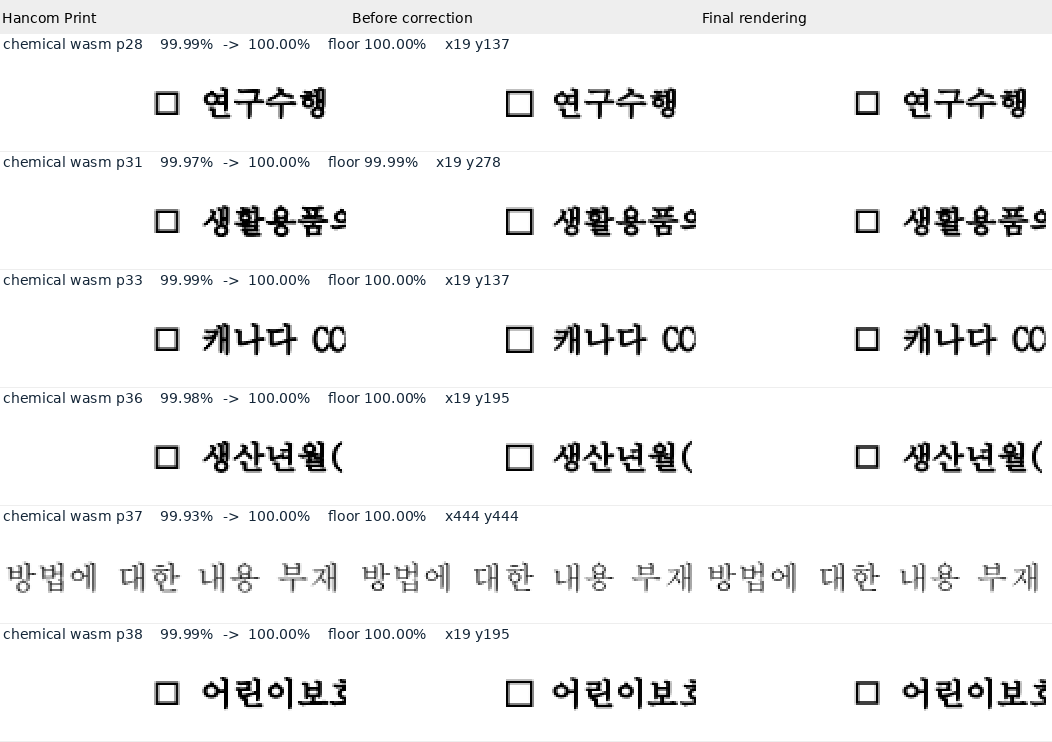 Hancom Print Before correction Final rendering
chemical wasm p28 99.99% -> 100.00% floor 100.00% x19 y137
□ 연구수행 □ 연구수행 □ 연구수행
chemical wasm p31 99.97% -> 100.00% floor 99.99% x19 y278
□ 생활용품의 □ 생활용품의 □ 생활용품의
chemical wasm p33 99.99% -> 100.00% floor 100.00% x19 y137
□ 캐나다 CC □ 캐나다 CC □ 캐나다 CC
chemical wasm p36 99.98% -> 100.00% floor 100.00% x19 y195
□ 생산년월( □ 생산년월( □ 생산년월(
chemical wasm p37 99.93% -> 100.00% floor 100.00% x444 y444
방법에 대한 내용 부재 방법에 대한 내용 부재 방법에 대한 내용 부재
chemical wasm p38 99.99% -> 100.00% floor 100.00% x19 y195
□ 어린이보호 □ 어린이보호 □ 어린이보호